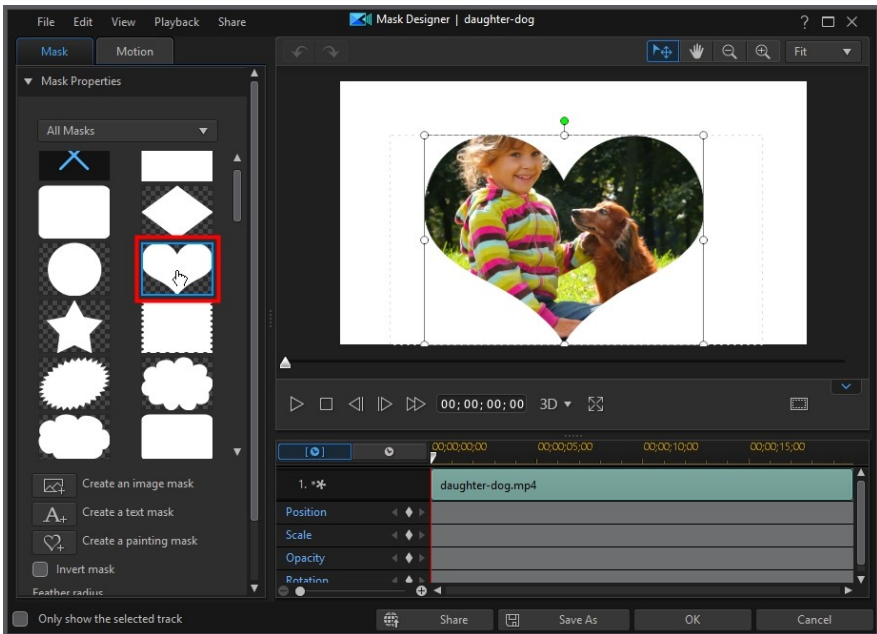 File Edit View Playback Share Mask Designer | daughter-dog ?
Mask Motion
Fit
Mask Properties
All Masks
00;00;00;00 3D
00;00;00;00 00;00;05;00 00;00;10;00 00;00;15;00
1.
daughter-dog.mp4
Position
Scale
Opacity
Rotation
Create an image mask
A+ Create a text mask
Create a painting mask
Invert mask
Feather radius
Only show the selected track
Share Save As OK Cancel